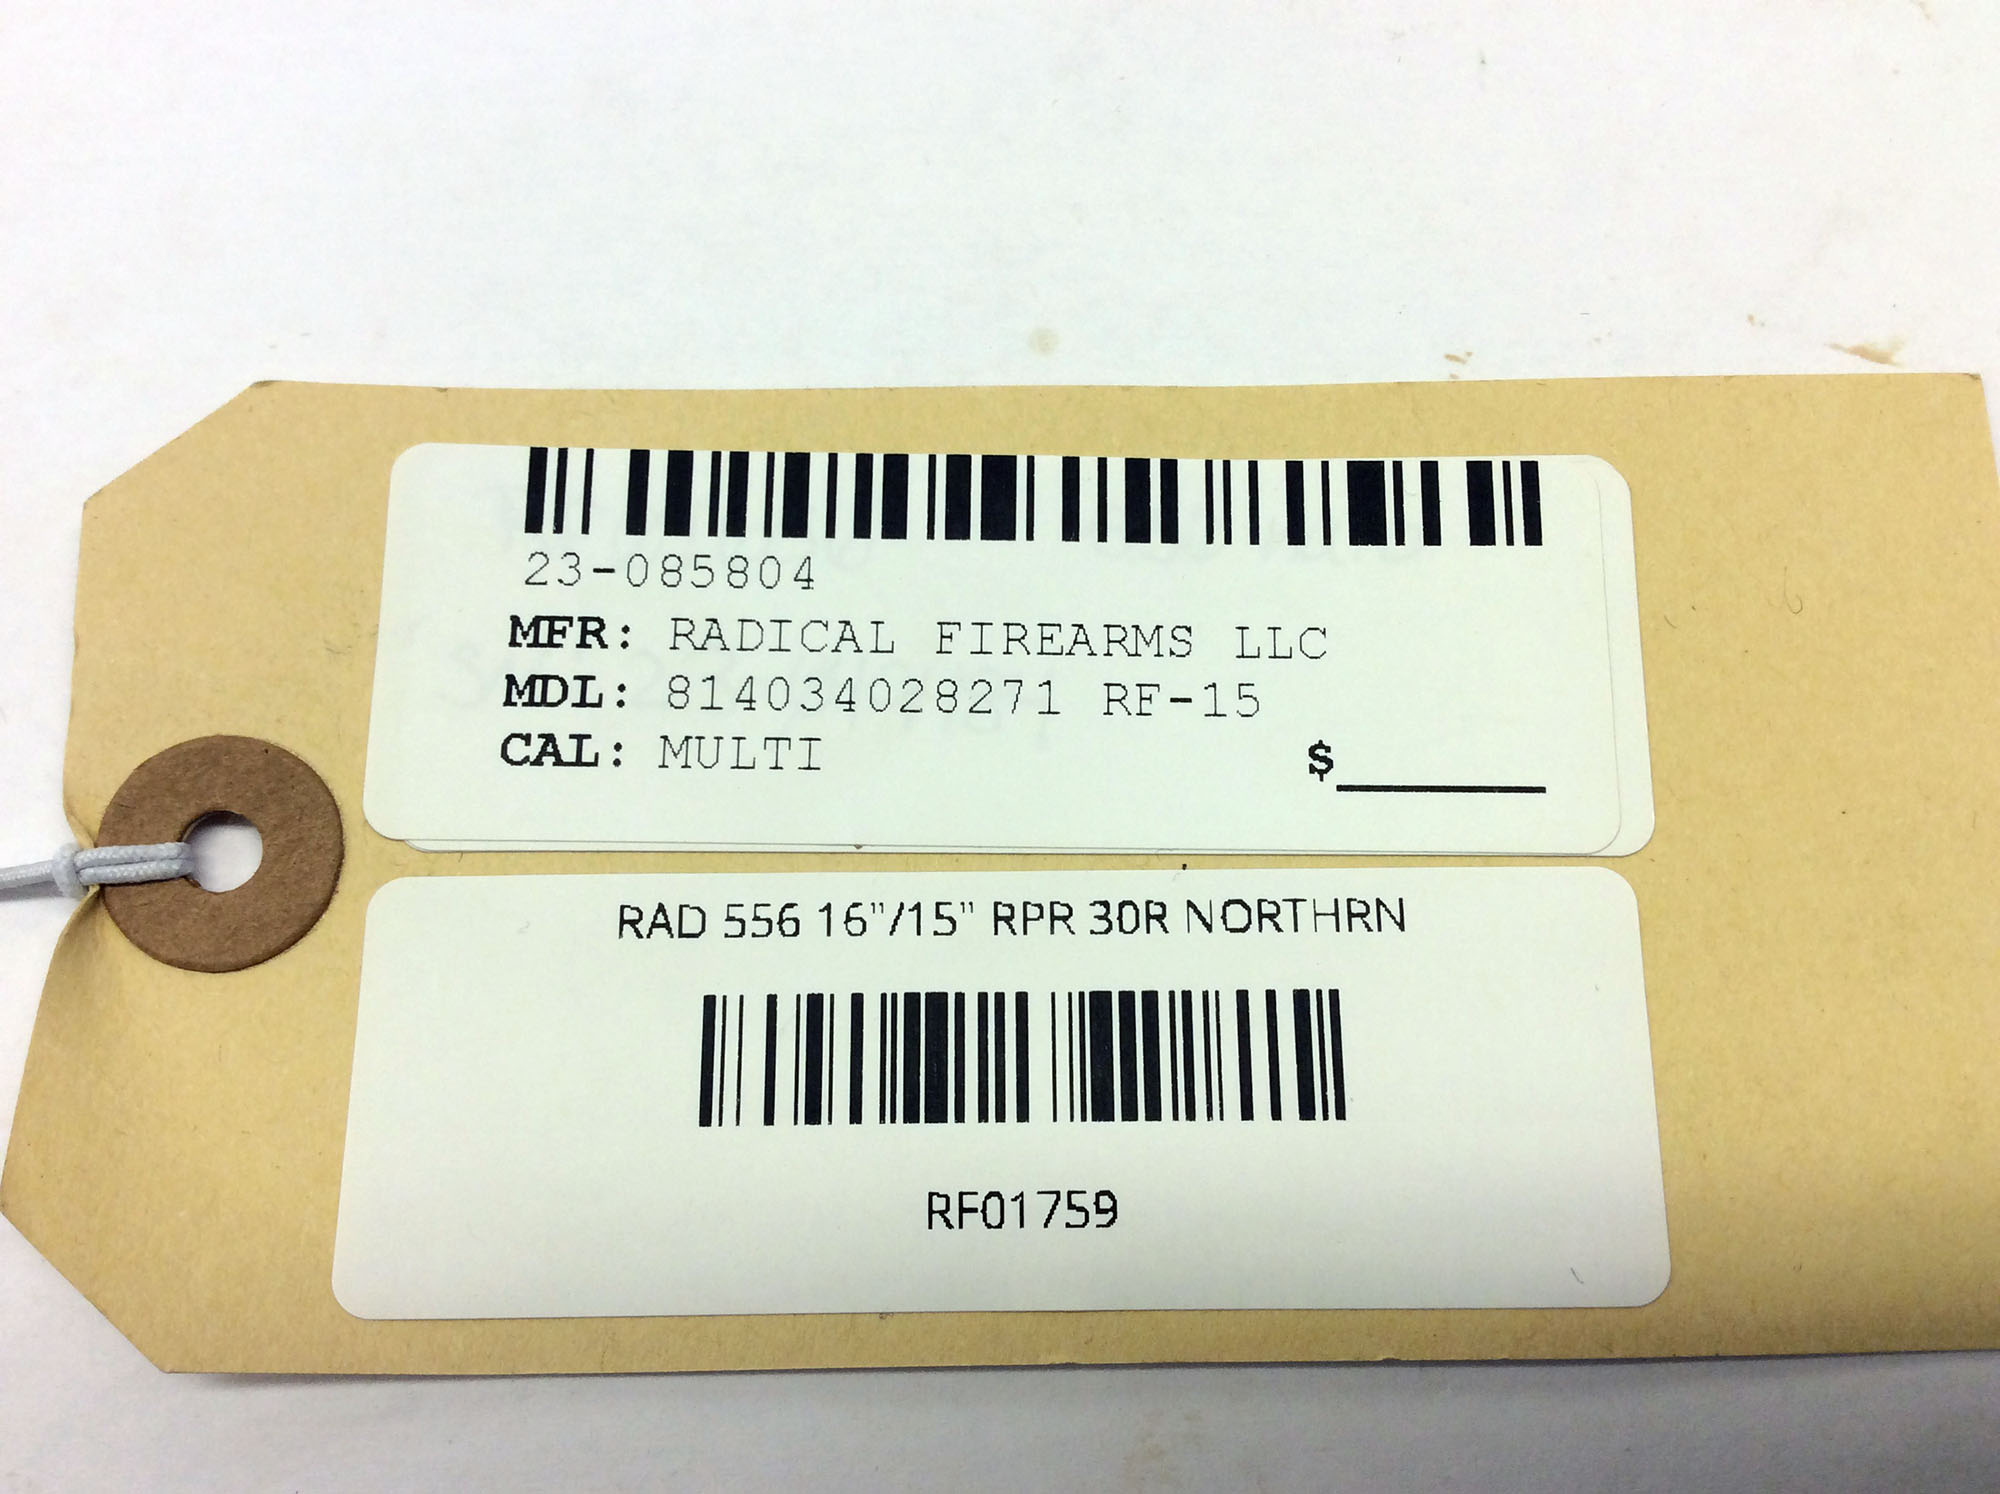 23-085804
MFR: RADICAL FIREARMS LLC
MDL: 814034028271 RF-15
CAL: MULTI
$
RAD 556 16"/15" RPR 30R NORTHRN
RF01759